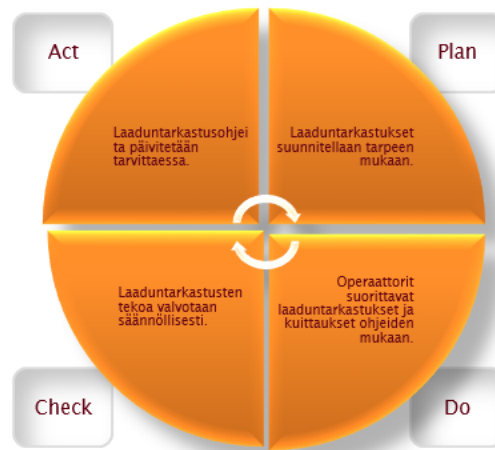 Act
Plan
Laaduntarkastusohjei
ta päivitetään
tarvittaessa.
Laaduntarkastukset
suunnitellaan tarpeen
mukaan.
Laaduntarkastusten
tekoa valvotaan
säännöllisesti.
Operaattorit
suorittavat
laaduntarkastukset ja
kuittaukset ohjeiden
mukaan.
Check
Do